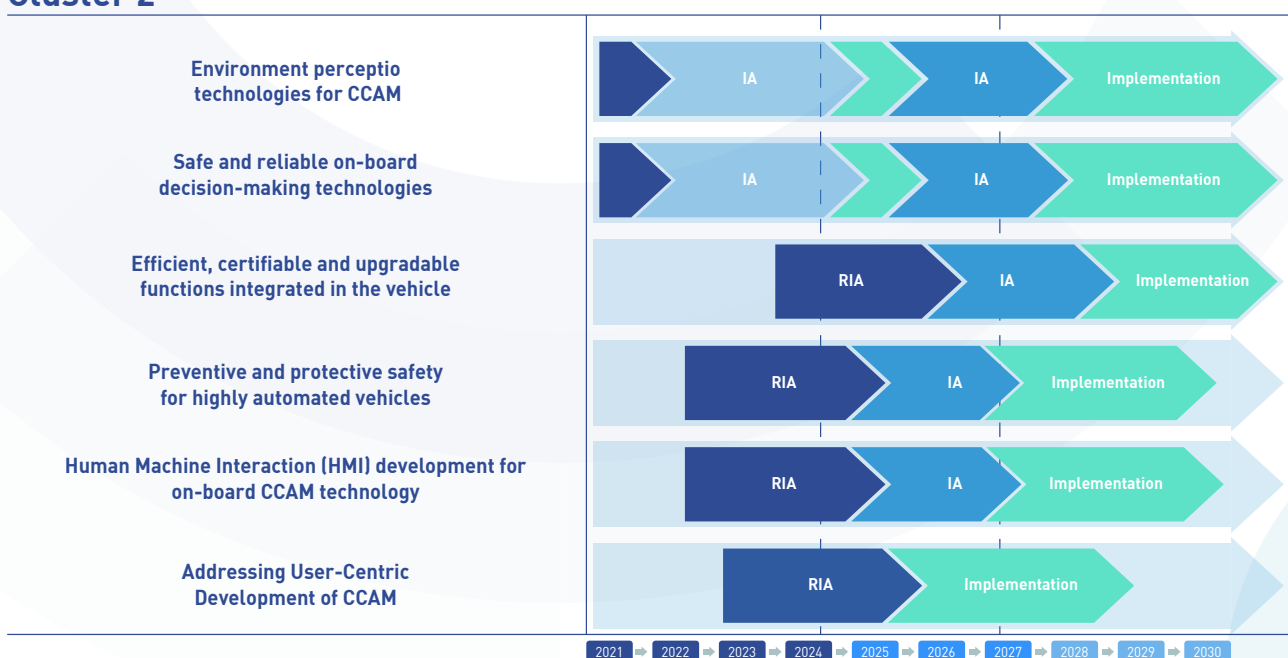 Cluster 2
Environment perceptio
technologies for CCAM
IA
IA
Implementation
Safe and reliable on-board
decision-making technologies
IA
IA
Implementation
Efficient, certifiable and upgradable
functions integrated in the vehicle
RIA
IA
Implementation
Preventive and protective safety
for highly automated vehicles
RIA
IA
Implementation
Human Machine Interaction (HMI) development for
on-board CCAM technology
RIA
IA
Implementation
Addressing User-Centric
Development of CCAM
RIA
Implementation
2021 2022 2023 2024 2025 2026 2027 2028 2029 2030